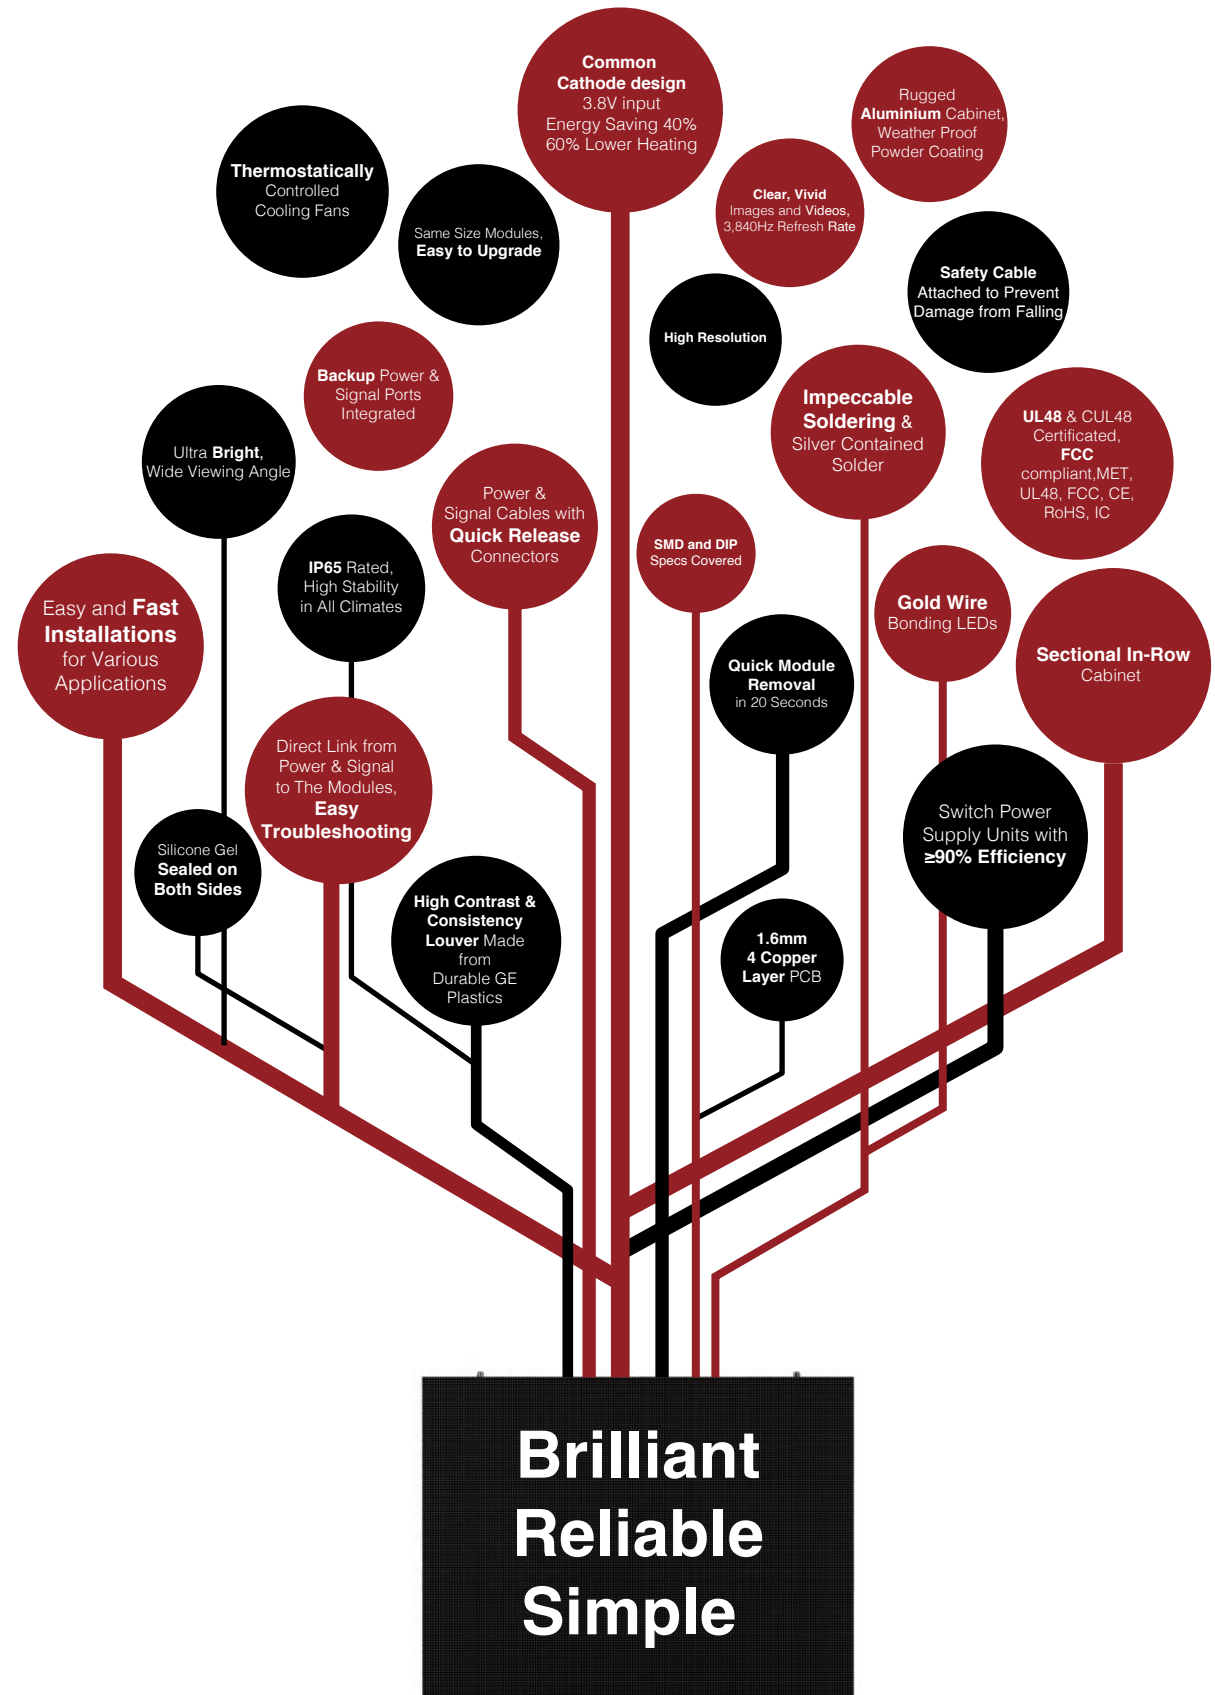 Common
Cathode design
3.8V input
Energy Saving 40%
60% Lower Heating
Rugged
Aluminium Cabinet,
Weather Proof
Powder Coating
Thermostatically
Controlled
Cooling Fans
Same Size Modules,
Easy to Upgrade
Clear, Vivid
Images and Videos,
3,840Hz Refresh Rate
Safety Cable
Attached to Prevent
Damage from Falling
High Resolution
Backup Power &
Signal Ports
Integrated
Impeccable
Soldering &
Silver Contained
Solder
UL48 & CUL48
Certificated,
FCC
compliant,MET,
UL48, FCC, CE,
RoHS, IC
Ultra Bright,
Wide Viewing Angle
Power &
Signal Cables with
Quick Release
Connectors
SMD and DIP
Specs Covered
IP65 Rated,
High Stability
in All Climates
Gold Wire
Bonding LEDs
Easy and Fast
Installations
for Various
Applications
Quick Module
Removal
in 20 Seconds
Sectional In-Row
Cabinet
Direct Link from
Power & Signal
to The Modules,
Easy
Troubleshooting
Switch Power
Supply Units with
≥90% Efficiency
Silicone Gel
Sealed on
Both Sides
High Contrast &
Consistency
Louver Made
from
Durable GE
Plastics
1.6mm
4 Copper
Layer PCB
Brilliant
Reliable
Simple